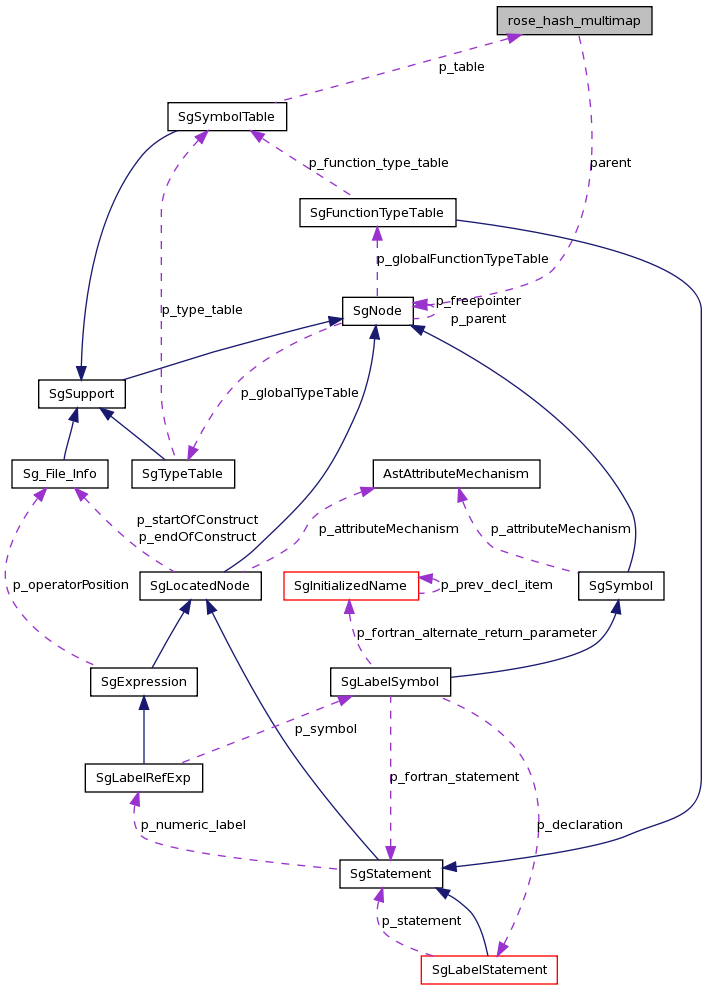 rose_hash_multimap
p_table
SgSymbolTable
p_function_type_table
parent
SgFunctionTypeTable
p_globalFunctionTypeTable
p_type_table
SgNode
p_freepointer
p_parent
SgSupport
p_globalTypeTable
Sg_File_Info
SgTypeTable
AstAttributeMechanism
p_startOfConstruct
p_endOfConstruct
p_attributeMechanism
p_attributeMechanism
p_operatorPosition
SgLocatedNode
SgInitializedName
p_prev_decl_item
SgSymbol
p_fortran_alternate_return_parameter
SgExpression
SgLabelSymbol
p_symbol
SgLabelRefExp
p_fortran_statement
p_numeric_label
p_declaration
SgStatement
p_statement
SgLabelStatement